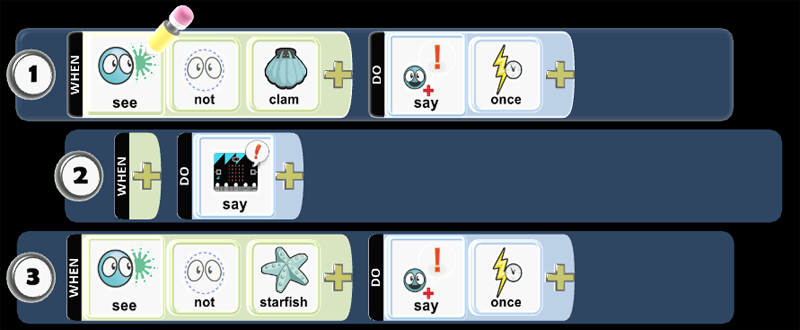 1 WHEN see not clam DO say once
2 WHEN DO say
3 WHEN see not starfish DO say once